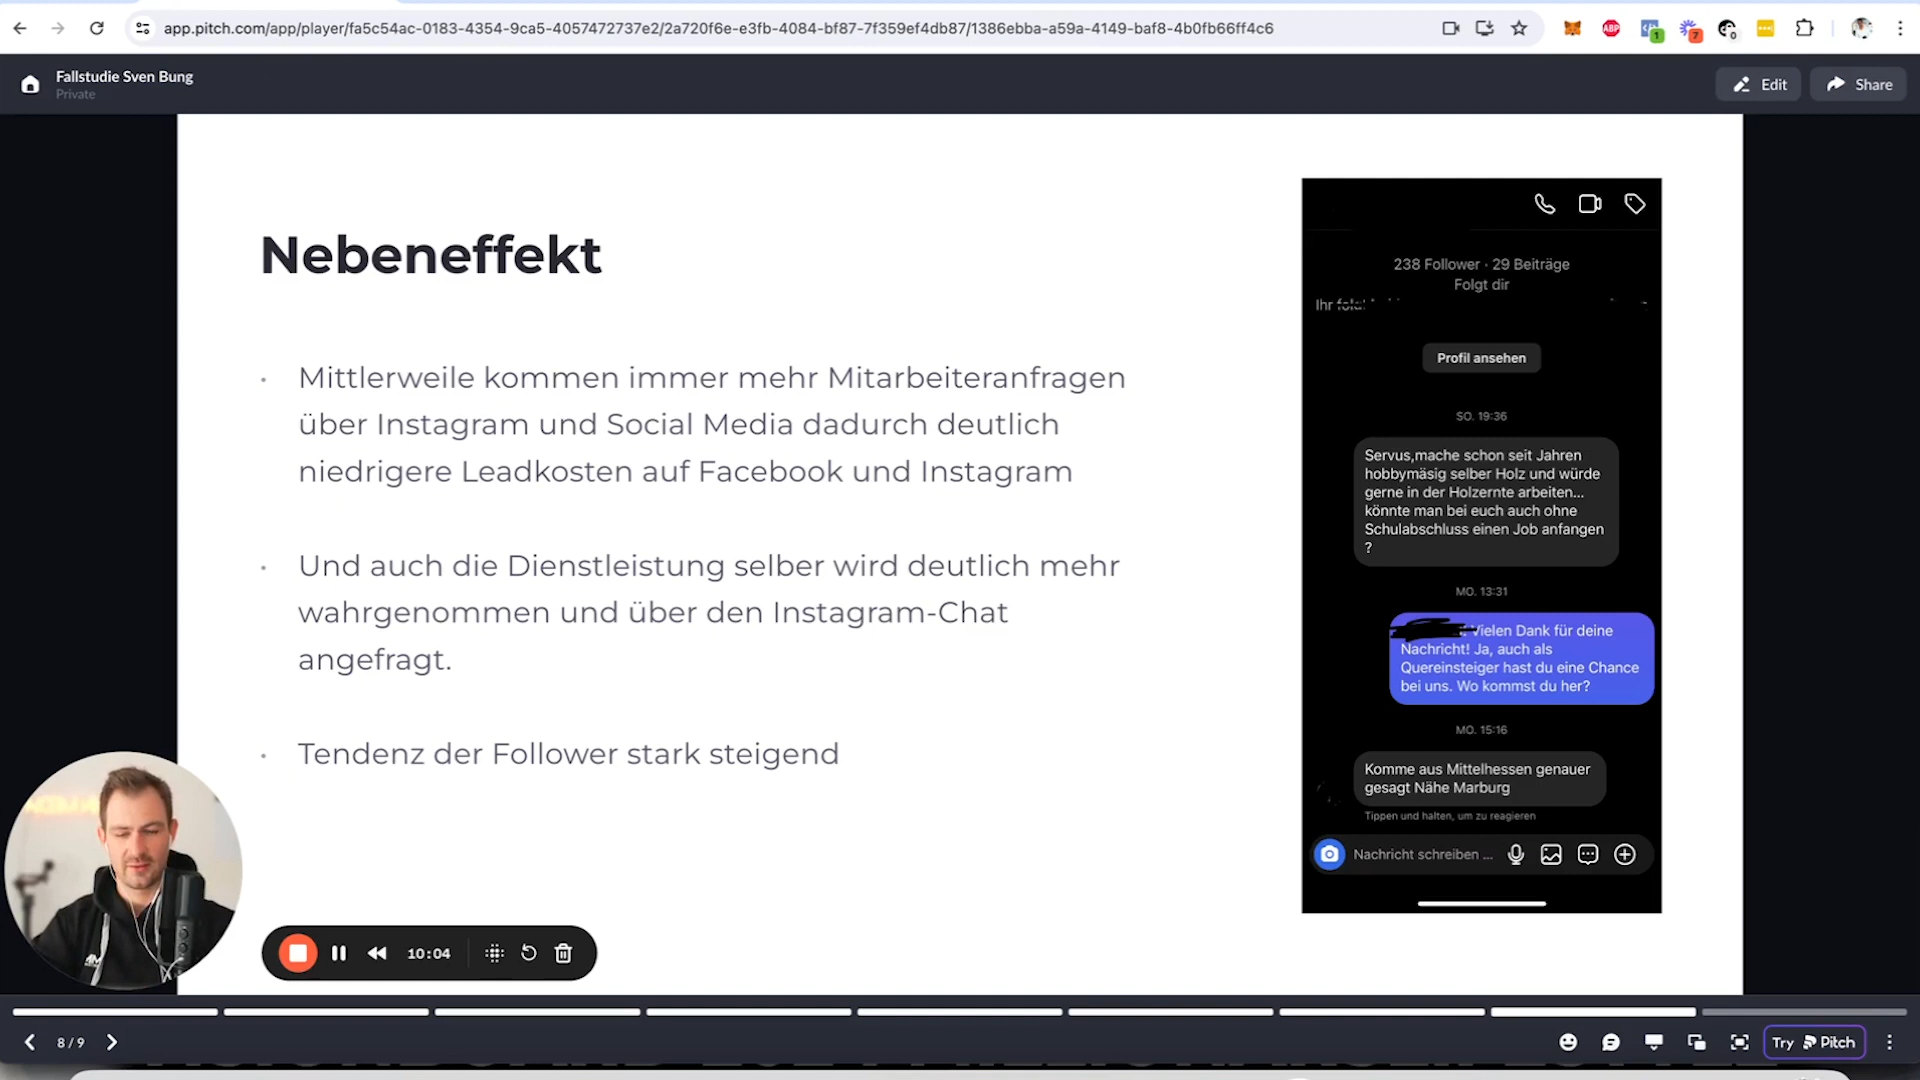 app.pitch.com/app/player/fa5c54ac-0183-4354-9ca5-4057472737e2/2a720f6e-e3fb-4084-bf87-7f359ef4db87/1386ebba-a59a-4149-baf8-4b0fb66ff4c6
ABP
1
7
0
Fallstudie Sven Bung
Private
Edit
Share
Nebeneffekt
· Mittlerweile kommen immer mehr Mitarbeiteranfragen
über Instagram und Social Media dadurch deutlich
niedrigere Leadkosten auf Facebook und Instagram
· Und auch die Dienstleistung selber wird deutlich mehr
wahrgenommen und über den Instagram-Chat
angefragt.
· Tendenz der Follower stark steigend
238 Follower · 29 Beiträge
Folgt dir
Ihr
Profil ansehen
SO. 19:36
Servus,mache schon seit Jahren
hobbymäsig selber Holz und würde
gerne in der Holzernte arbeiten...
könnte man bei euch auch ohne
Schulabschluss einen Job anfangen
?
MO. 13:31
! Vielen Dank für deine
Nachricht! Ja, auch als
Quereinsteiger hast du eine Chance
bei uns. Wo kommst du her?
MO. 15:16
Komme aus Mittelhessen genauer
gesagt Nähe Marburg
Tippen und halten, um zu reagieren
Nachricht schreiben ...
10:04
8 / 9
Try Pitch